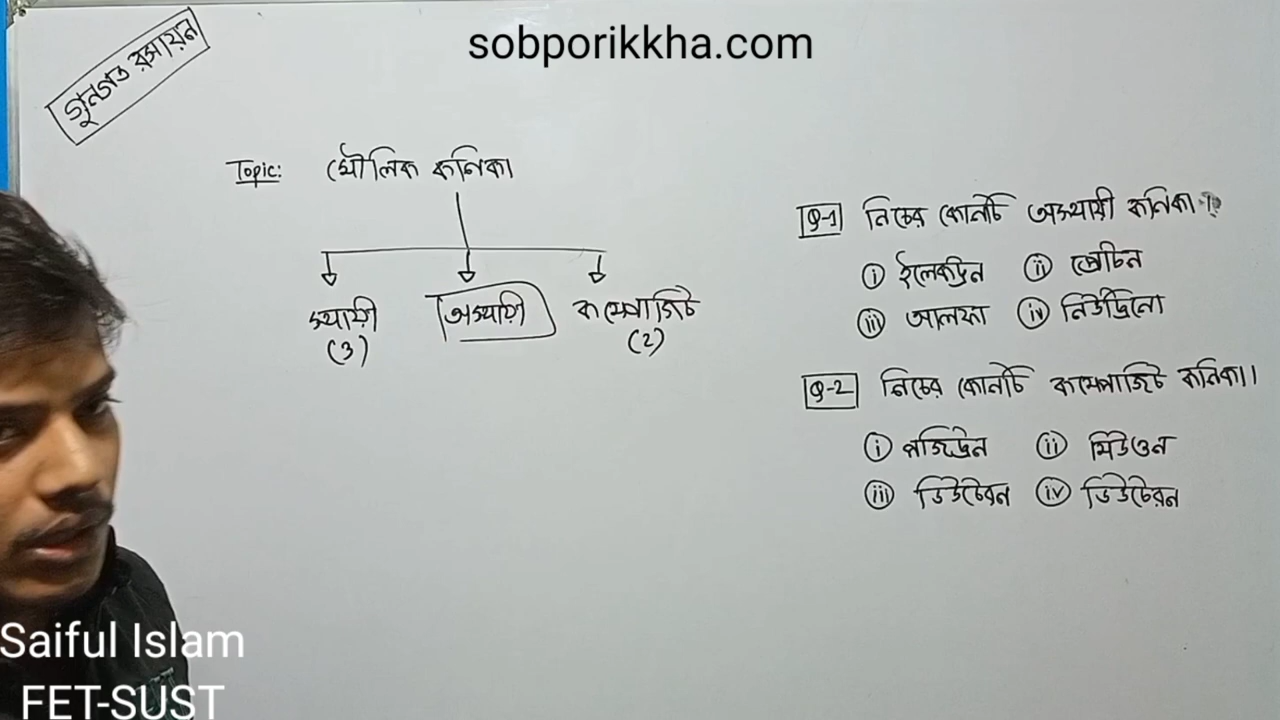 গুনগত রসায়ন
sobporikkha.com
Topic: মৌলিক কনিকা
স্থায়ী অস্থায়ী কম্পোজিট
(3) (2)
Q-1 নিচের কোনটি অস্থায়ী কনিকা।
i ইলেকট্রন ii প্রোটন
iii আলফা iv নিউট্রিনো
Q-2 নিচের কোনটি কম্পোজিট কনিকা।
i পজিট্রন ii মিউওন
iii ডিউটেরন iv ডিউটেরন
Saiful Islam
FET-SUST